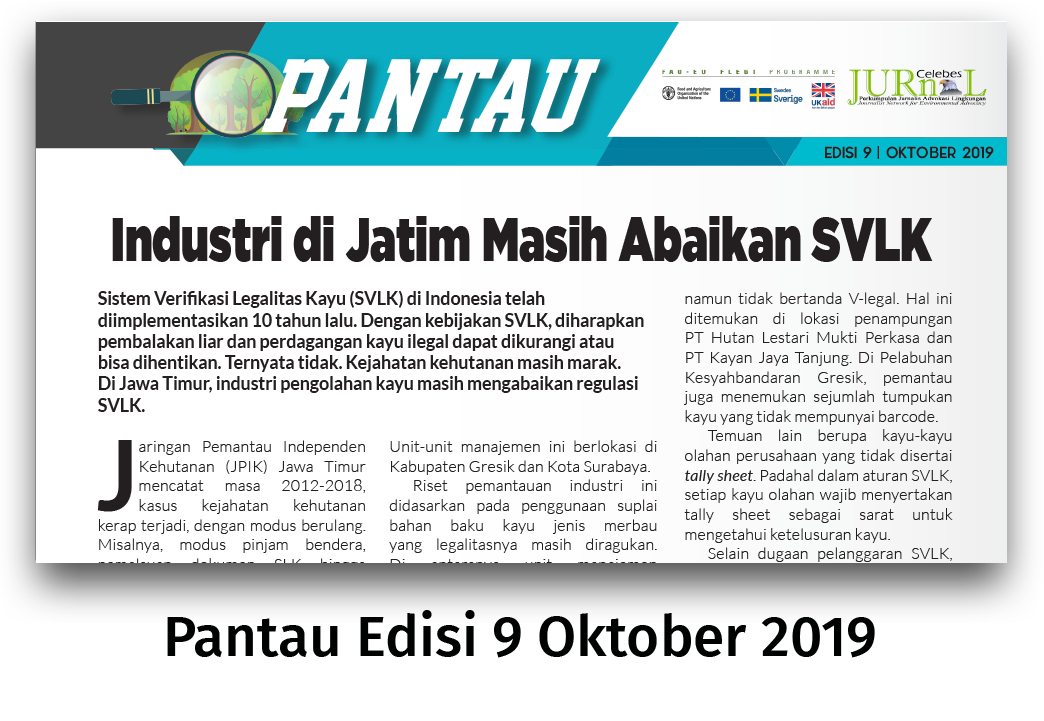 PANTAU
FAO-EU FLEGT PROGRAMME
Food and Agriculture
Organization of the
United Nations
Sweden
Sverige
UKaid
Celebes
JURnaL
Perkumpulan Jurnalis Advokasi Lingkungan
Journalist Network for Environmental Advocacy
EDISI 9 | OKTOBER 2019
Industri di Jatim Masih Abaikan SVLK
Sistem Verifikasi Legalitas Kayu (SVLK) di Indonesia telah
diimplementasikan 10 tahun lalu. Dengan kebijakan SVLK, diharapkan
pembalakan liar dan perdagangan kayu ilegal dapat dikurangi atau
bisa dihentikan. Ternyata tidak. Kejahatan kehutanan masih marak.
Di Jawa Timur, industri pengolahan kayu masih mengabaikan regulasi
SVLK.
Jaringan Pemantau Independen
Kehutanan (JPIK) Jawa Timur
mencatat masa 2012-2018,
kasus kejahatan kehutanan
kerap terjadi, dengan modus berulang.
Misalnya, modus pinjam bendera,
pemalsuan dokumen SLK hingga
Unit-unit manajemen ini berlokasi di
Kabupaten Gresik dan Kota Surabaya.
Riset pemantauan industri ini
didasarkan pada penggunaan suplai
bahan baku kayu jenis merbau
yang legalitasnya masih diragukan.
Di antaranya unit manajemen
namun tidak bertanda V-legal. Hal ini
ditemukan di lokasi penampungan
PT Hutan Lestari Mukti Perkasa dan
PT Kayan Jaya Tanjung. Di Pelabuhan
Kesyahbandaran Gresik, pemantau
juga menemukan sejumlah tumpukan
kayu yang tidak mempunyai barcode.
Temuan lain berupa kayu-kayu
olahan perusahaan yang tidak disertai
tally sheet. Padahal dalam aturan SVLK,
setiap kayu olahan wajib menyertakan
tally sheet sebagai sarat untuk
mengetahui ketelusuran kayu.
Selain dugaan pelanggaran SVLK,
Pantau Edisi 9 Oktober 2019